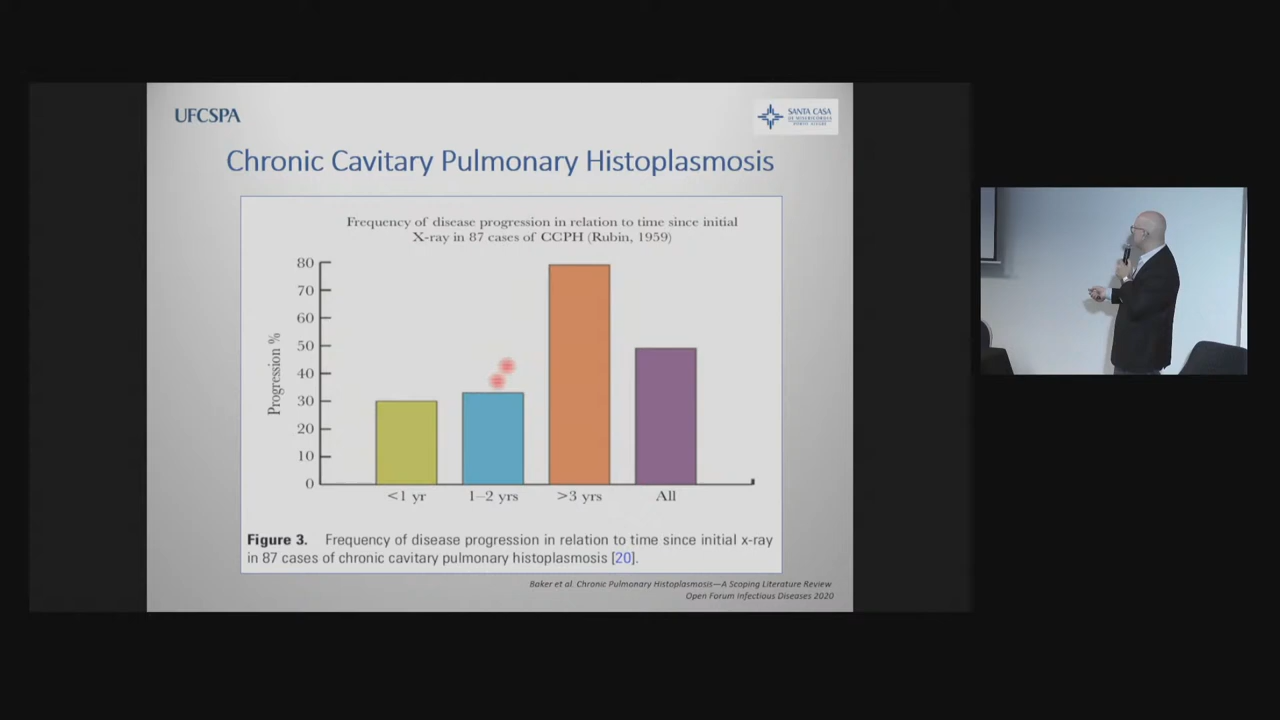 UFCSPA
SANTA CASA
DE MISERICÓRDIA
PORTO ALEGRE
Chronic Cavitary Pulmonary Histoplasmosis
Frequency of disease progression in relation to time since initial
X-ray in 87 cases of CCPH (Rubin, 1959)
Progression %
80
70
60
50
40
30
20
10
0
<1 yr
1–2 yrs
>3 yrs
All
Figure 3. Frequency of disease progression in relation to time since initial x-ray
in 87 cases of chronic cavitary pulmonary histoplasmosis [20].
Baker et al. Chronic Pulmonary Histoplasmosis—A Scoping Literature Review
Open Forum Infectious Diseases 2020